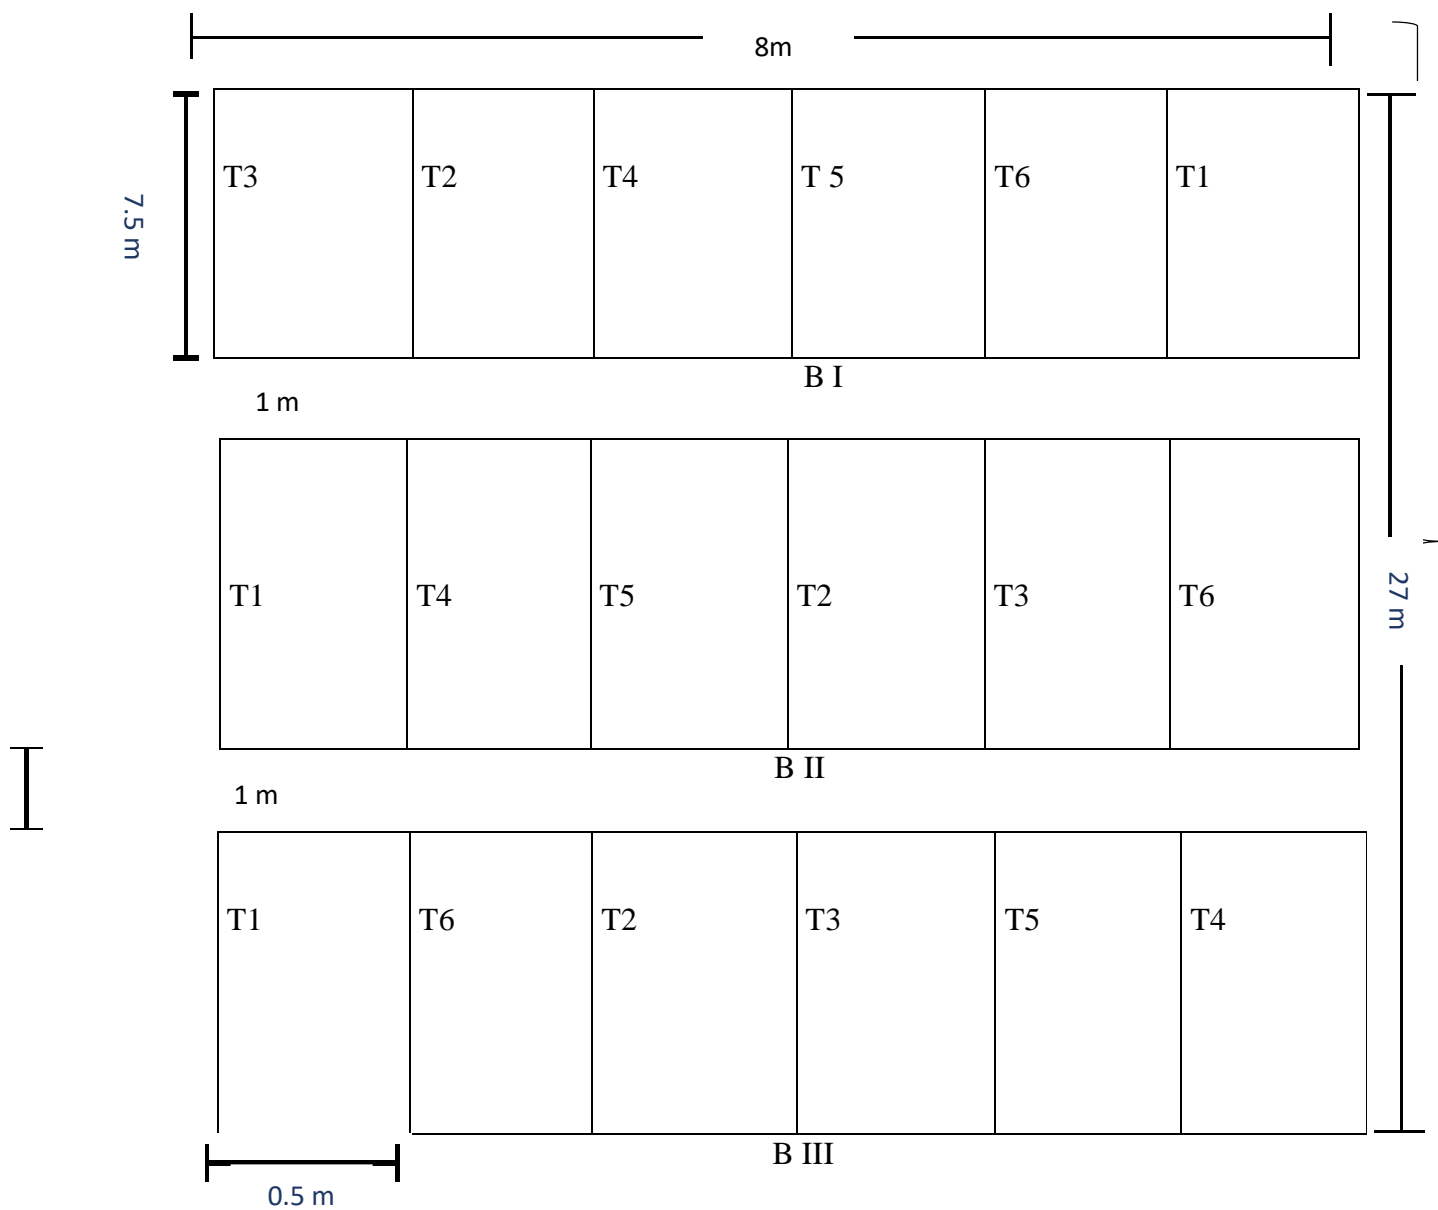 8m
T3 T2 T4 T 5 T6 T1
7.5 m
B I
1 m
T1 T4 T5 T2 T3 T6
27 m
B II
1 m
T1 T6 T2 T3 T5 T4
B III
0.5 m